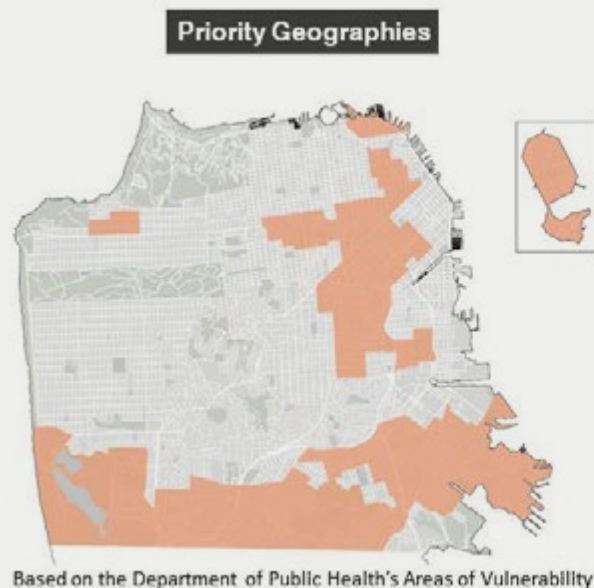 Priority Geographies
Based on the Department of Public Health's Areas of Vulnerability